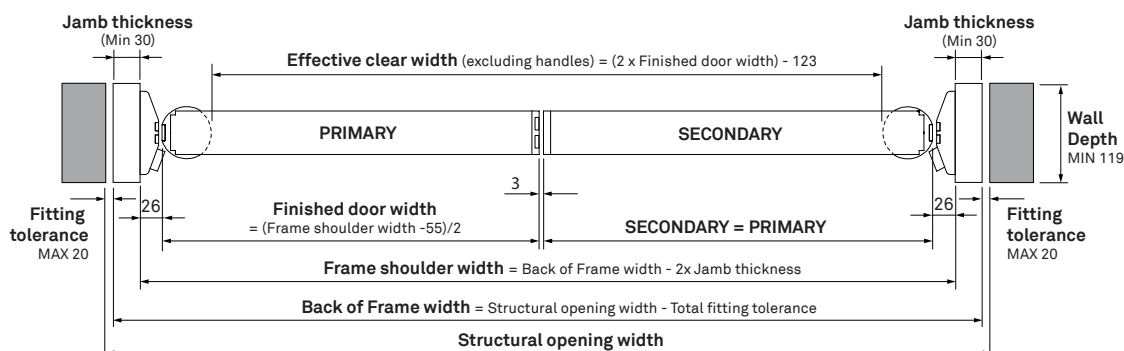 Jamb thickness
(Min 30)
Jamb thickness
(Min 30)
Effective clear width (excluding handles) = (2 x Finished door width) - 123
PRIMARY
SECONDARY
Wall
Depth
MIN 119
3
26
26
Fitting
tolerance
MAX 20
Finished door width
= (Frame shoulder width -55)/2
SECONDARY = PRIMARY
Fitting
tolerance
MAX 20
Frame shoulder width = Back of Frame width - 2x Jamb thickness
Back of Frame width = Structural opening width - Total fitting tolerance
Structural opening width